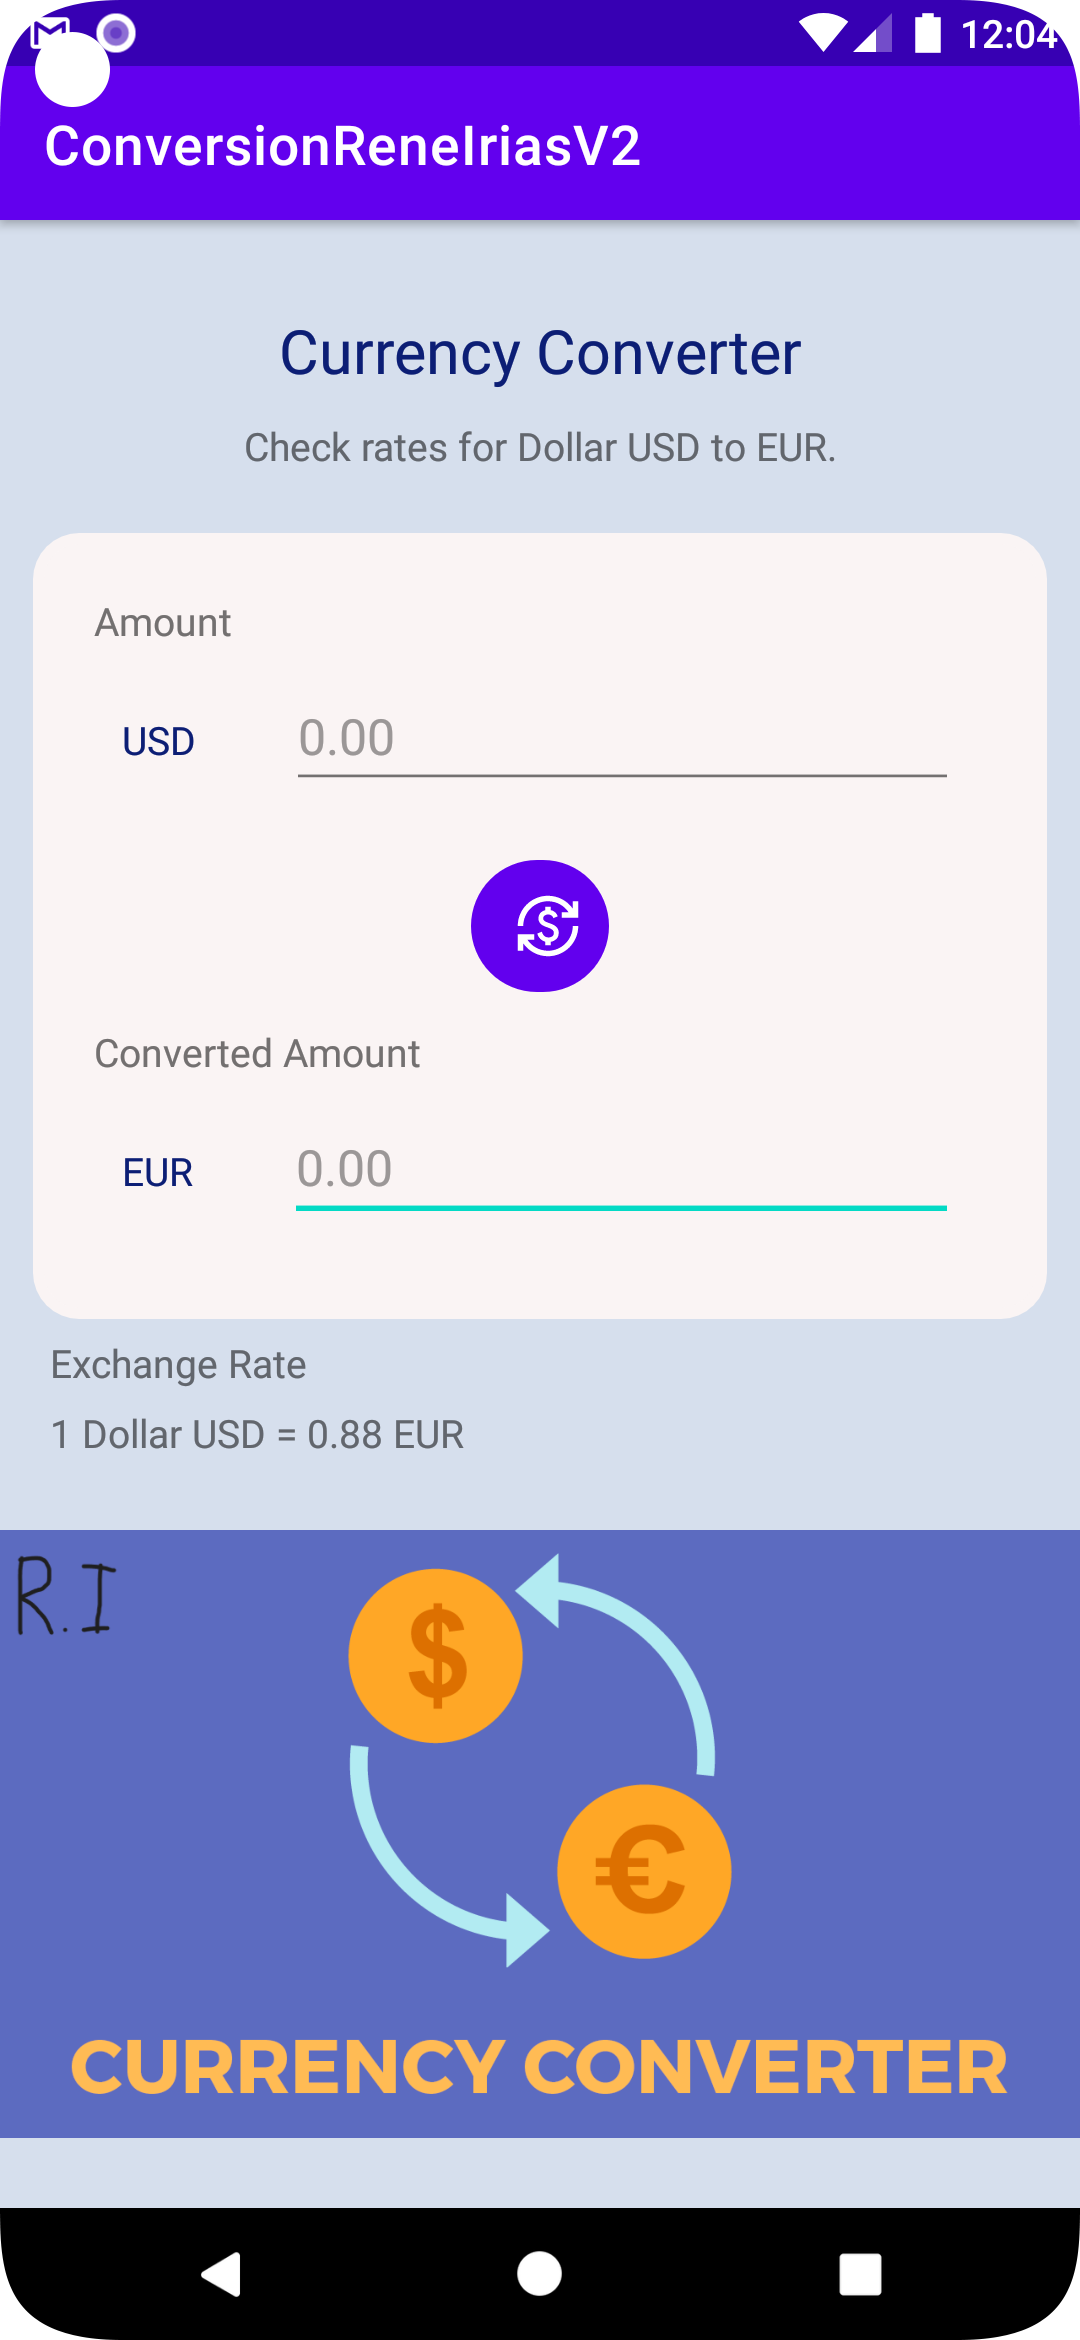 12:04
ConversionReneIriasV2
Currency Converter
Check rates for Dollar USD to EUR.
Amount
USD 0.00
$
Converted Amount
EUR 0.00
Exchange Rate
1 Dollar USD = 0.88 EUR
R.I
$
€
CURRENCY CONVERTER